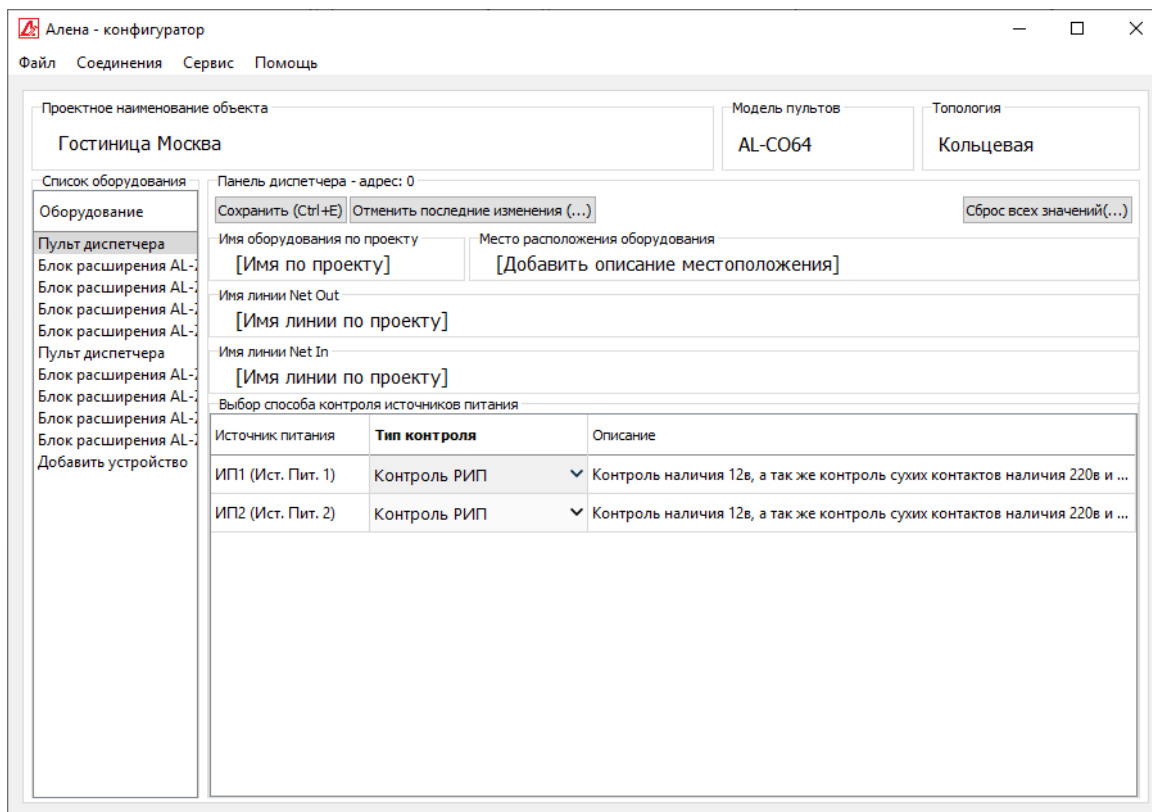 Алена - конфигуратор
Файл Соединения Сервис Помощь
Проектное наименование объекта
Гостиница Москва
Модель пультов
AL-CO64
Топология
Кольцевая
Список оборудования
Оборудование
Пульт диспетчера
Блок расширения AL-
Блок расширения AL-
Блок расширения AL-
Блок расширения AL-
Пульт диспетчера
Блок расширения AL-
Блок расширения AL-
Блок расширения AL-
Блок расширения AL-
Добавить устройство
Панель диспетчера - адрес: 0
Сохранить (Ctrl+E) Отменить последние изменения (...) Сброс всех значений(...)
Имя оборудования по проекту
[Имя по проекту]
Место расположения оборудования
[Добавить описание местоположения]
Имя линии Net Out
[Имя линии по проекту]
Имя линии Net In
[Имя линии по проекту]
Выбор способа контроля источников питания
Источник питания Тип контроля Описание
ИП1 (Ист. Пит. 1) Контроль РИП Контроль наличия 12в, а так же контроль сухих контактов наличия 220в и ...
ИП2 (Ист. Пит. 2) Контроль РИП Контроль наличия 12в, а так же контроль сухих контактов наличия 220в и ...